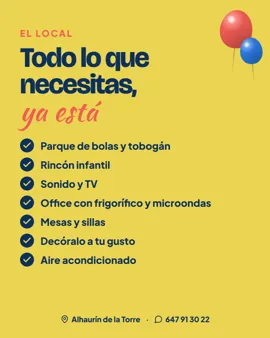 EL LOCAL
Todo lo que
necesitas,
ya está
Parque de bolas y tobogán
Rincón infantil
Sonido y TV
Office con frigorífico y microondas
Mesas y sillas
Decóralo a tu gusto
Aire acondicionado
Alhaurín de la Torre · 647 91 30 22